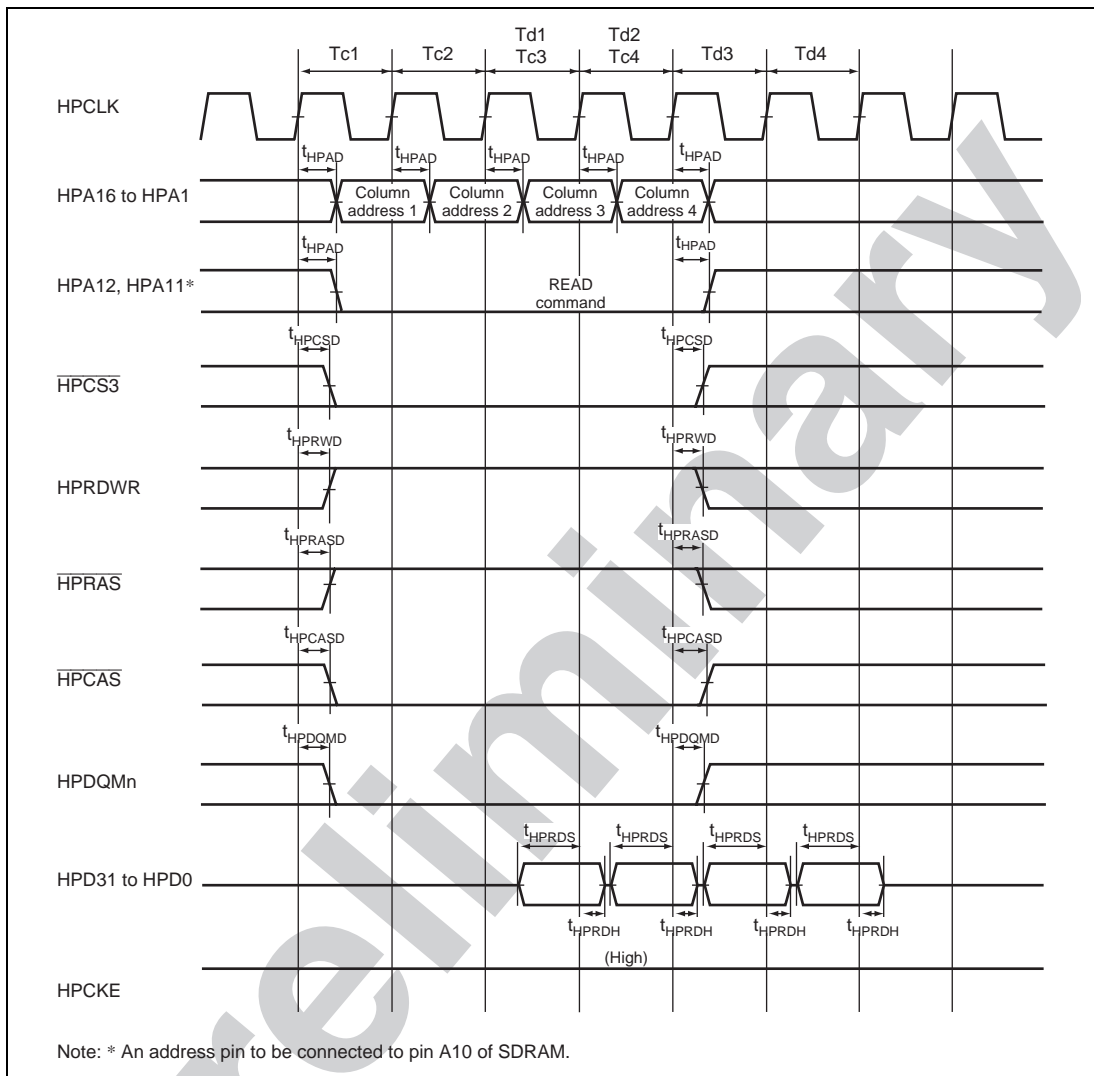 Tc1 Tc2 Td1 Tc3 Td2 Tc4 Td3 Td4
HPCLK
tHPAD tHPAD tHPAD tHPAD tHPAD
HPA16 to HPA1
Column address 1
Column address 2
Column address 3
Column address 4
tHPAD tHPAD
HPA12, HPA11*
READ
command
tHPCSD tHPCSD
HPCS3
tHPRWD tHPRWD
HPRDWR
tHPRASD tHPRASD
HPRAS
tHPCASD tHPCASD
HPCAS
tHPDQMD tHPDQMD
HPDQMn
tHPRDS tHPRDS tHPRDS tHPRDS
HPD31 to HPD0
tHPRDH tHPRDH tHPRDH tHPRDH
(High)
HPCKE
Note: * An address pin to be connected to pin A10 of SDRAM.
reliminary